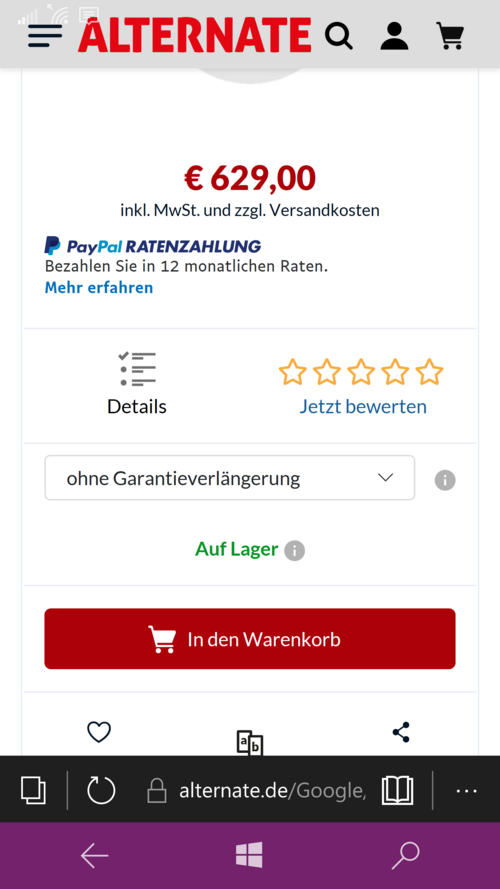 ALTERNATE
€ 629,00
inkl. MwSt. und zzgl. Versandkosten
PayPal RATENZAHLUNG
Bezahlen Sie in 12 monatlichen Raten.
Mehr erfahren
Details
Jetzt bewerten
ohne Garantieverlängerung
Auf Lager
In den Warenkorb
a b
alternate.de/Google,